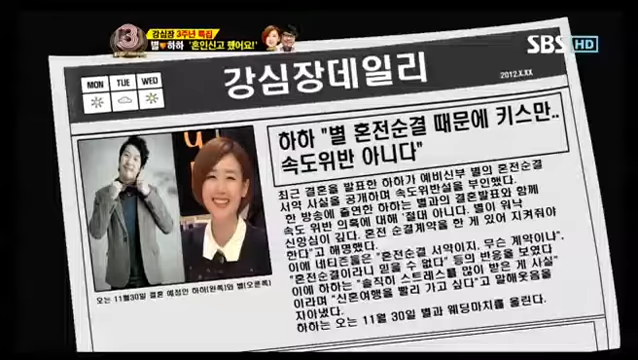 3
강심장 3주년 특집
별♥하하 '혼인신고 했어요!'
SBS HD
MON TUE WED
강심장데일리
2012.X.XX
하하 "별 혼전순결 때문에 키스만..
속도위반 아니다"
최근 결혼을 발표한 하하가 예비신부 별의 혼전순결
서약 사실을 공개하며 속도위반설을 부인했다.
한 방송에 출연한 하하는 별과의 결혼발표와 함께
속도 위반 의혹에 대해 '절대 아니다. 별이 워낙
신앙심이 깊다. 혼전 순결계약을 한 게 있어 지켜줘야
한다"고 해명했다.
이에 네티즌들은 "혼전순결 서약이지, 무슨 계약이냐",
"혼전순결이라니 믿을 수 없다" 등의 반응을 보였다
이에 하하는 "솔직히 스트레스를 많이 받은 게 사실"
이라며 "신혼여행을 빨리 가고 싶다"고 말해웃음을
자아냈다.
하하는 오는 11월 30일 별과 웨딩마치를 올린다.
오는 11월30일 결혼 예정인 하하(왼쪽)와 별(오른쪽)